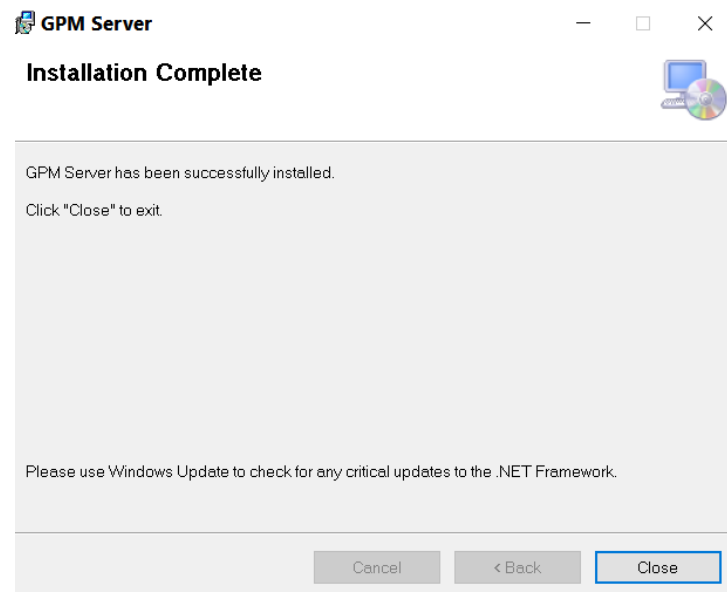 GPM Server
Installation Complete
GPM Server has been successfully installed.
Click "Close" to exit.
Please use Windows Update to check for any critical updates to the .NET Framework.
Cancel
< Back
Close